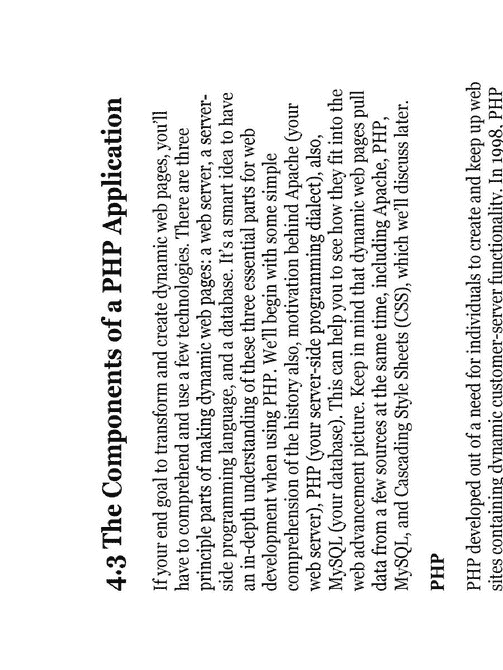 4.3 The Components of a PHP Application
If your end goal to transform and create dynamic web pages, you'll
have to comprehend and use a few technologies. There are three
principle parts of making dynamic web pages: a web server, a server-
side programming language, and a database. It's a smart idea to have
an in-depth understanding of these three essential parts for web
development when using PHP. We'll begin with some simple
comprehension of the history also, motivation behind Apache (your
web server), PHP (your server-side programming dialect), also,
MySQL (your database). This can help you to see how they fit into the
web advancement picture. Keep in mind that dynamic web pages pull
data from a few sources at the same time, including Apache, PHP,
MySQL, and Cascading Style Sheets (CSS), which we'll discuss later.
PHP
PHP developed out of a need for individuals to create and keep up web
sites containing dynamic customer-server functionality. In 1998, PHP